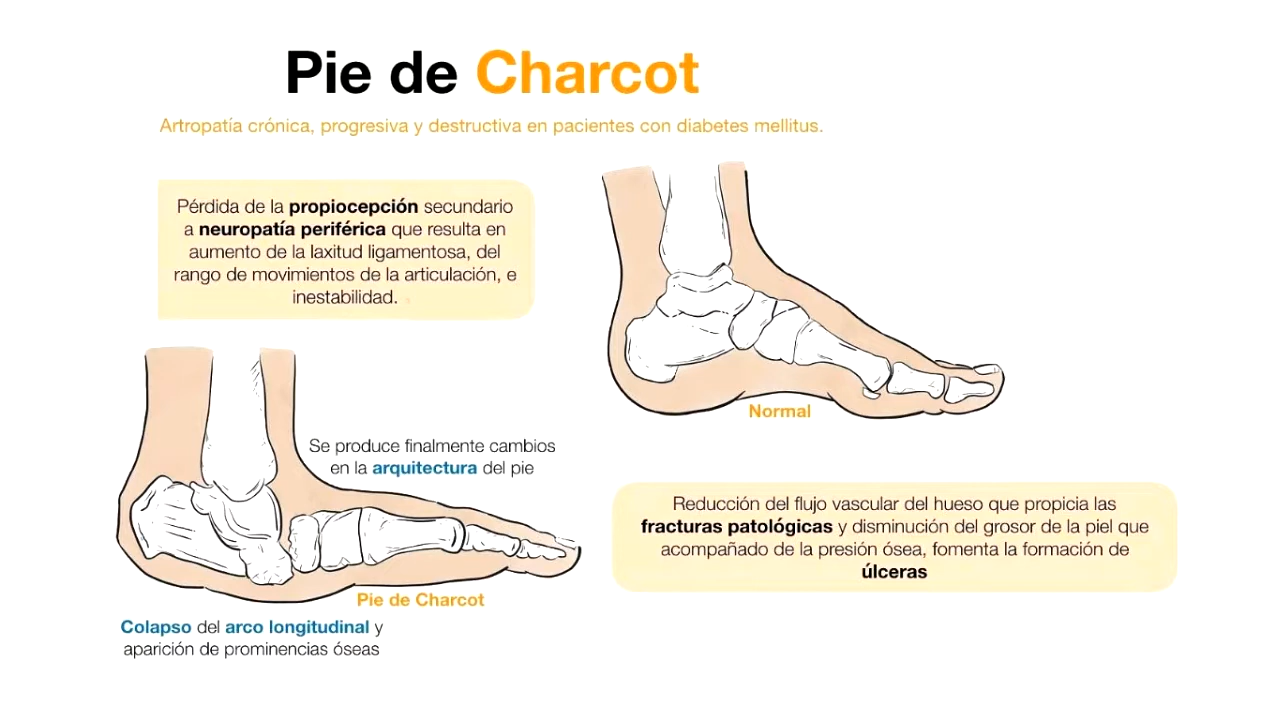 Pie de Charcot
Artropatía crónica, progresiva y destructiva en pacientes con diabetes mellitus.
Pérdida de la propiocepción secundario
a neuropatía periférica que resulta en
aumento de la laxitud ligamentosa, del
rango de movimientos de la articulación, e
inestabilidad.
Normal
Se produce finalmente cambios
en la arquitectura del pie
Reducción del flujo vascular del hueso que propicia las
fracturas patológicas y disminución del grosor de la piel que
acompañado de la presión ósea, fomenta la formación de
úlceras
Pie de Charcot
Colapso del arco longitudinal y
aparición de prominencias óseas